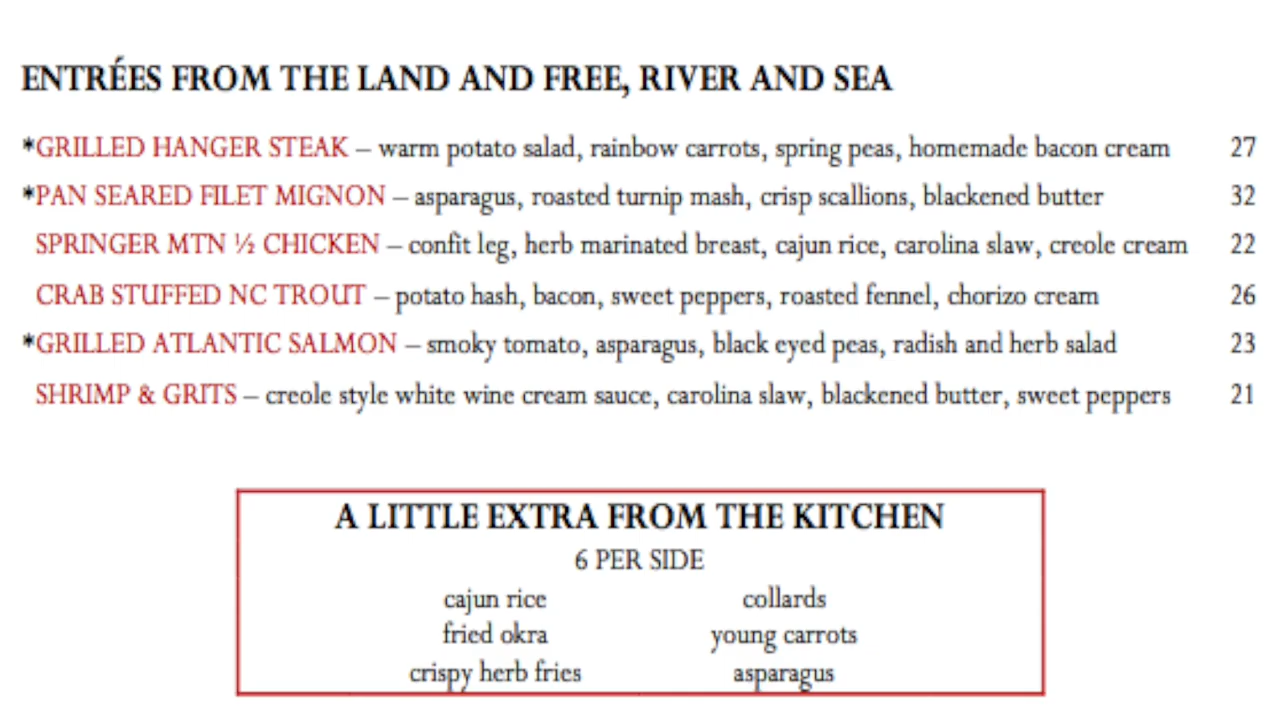 ENTRÉES FROM THE LAND AND FREE, RIVER AND SEA
*GRILLED HANGER STEAK – warm potato salad, rainbow carrots, spring peas, homemade bacon cream 27
*PAN SEARED FILET MIGNON – asparagus, roasted turnip mash, crisp scallions, blackened butter 32
SPRINGER MTN ½ CHICKEN – confit leg, herb marinated breast, cajun rice, carolina slaw, creole cream 22
CRAB STUFFED NC TROUT – potato hash, bacon, sweet peppers, roasted fennel, chorizo cream 26
*GRILLED ATLANTIC SALMON – smoky tomato, asparagus, black eyed peas, radish and herb salad 23
SHRIMP & GRITS – creole style white wine cream sauce, carolina slaw, blackened butter, sweet peppers 21
A LITTLE EXTRA FROM THE KITCHEN
6 PER SIDE
cajun rice collards
fried okra young carrots
crispy herb fries asparagus